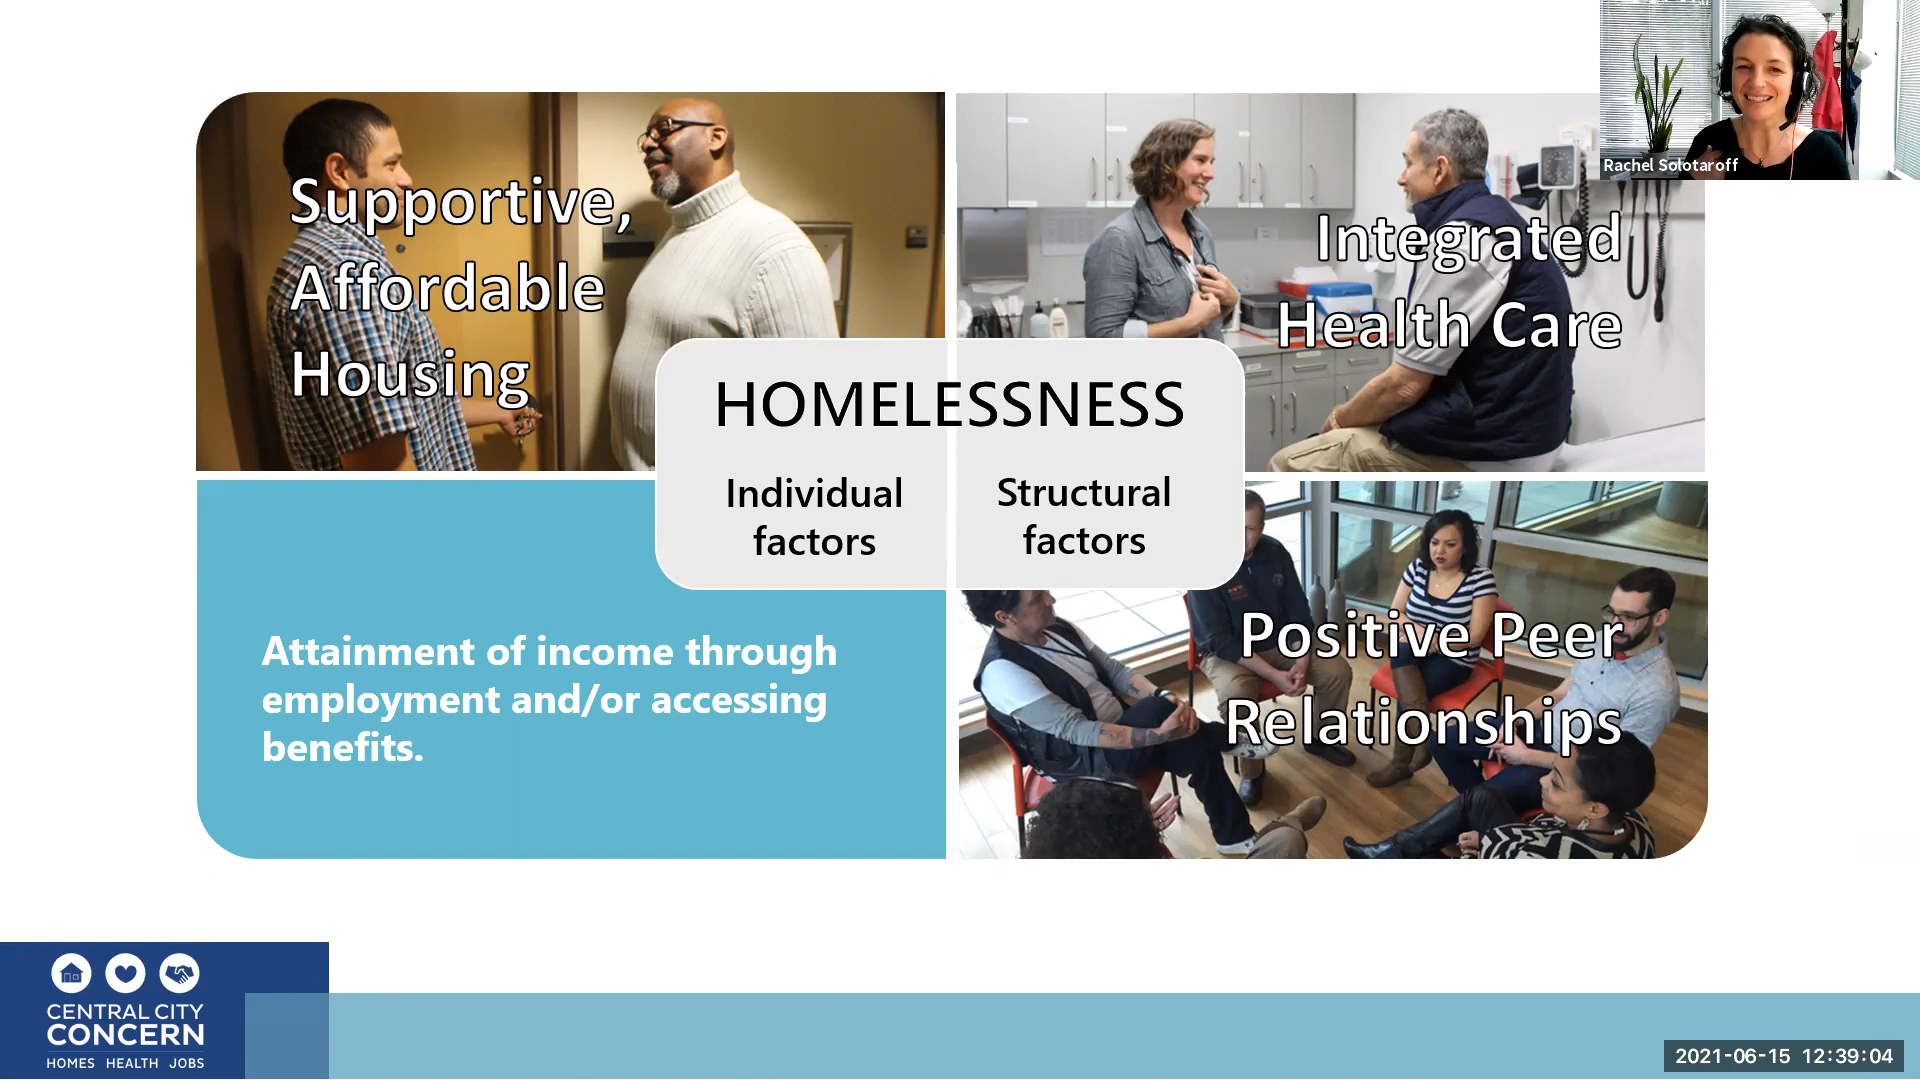 Rachel Solotaroff
Supportive,
Affordable
Housing
Integrated
Health Care
HOMELESSNESS
Individual
factors
Structural
factors
Attainment of income through
employment and/or accessing
benefits.
Positive Peer
Relationships
CENTRAL CITY
CONCERN
HOMES HEALTH JOBS
2021-06-15 12:39:04